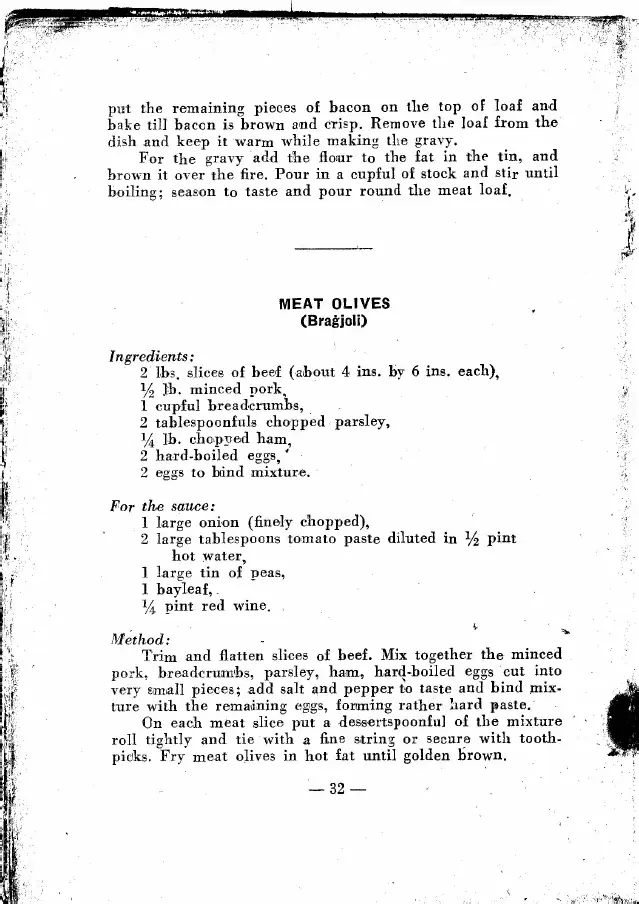 put the remaining pieces of bacon on the top of loaf and
bake till bacon is brown and crisp. Remove the loaf from the
dish and keep it warm while making the gravy.
For the gravy add the flour to the fat in the tin, and
brown it over the fire. Pour in a cupful of stock and stir until
boiling; season to taste and pour round the meat loaf.
MEAT OLIVES
(Braġjoli)
Ingredients:
2 lbs. slices of beef (about 4 ins. by 6 ins. each),
½ lb. minced pork,
1 cupful breadcrumbs,
2 tablespoonfuls chopped parsley,
¼ lb. chopped ham,
2 hard-boiled eggs,
2 eggs to bind mixture.
For the sauce:
1 large onion (finely chopped),
2 large tablespoons tomato paste diluted in ½ pint
hot water,
1 large tin of peas,
1 bayleaf,
¼ pint red wine.
Method:
Trim and flatten slices of beef. Mix together the minced
pork, breadcrumbs, parsley, ham, hard-boiled eggs cut into
very small pieces; add salt and pepper to taste and bind mix-
ture with the remaining eggs, forming rather hard paste.
On each meat slice put a dessertspoonful of the mixture
roll tightly and tie with a fine string or secure with tooth-
picks. Fry meat olives in hot fat until golden brown.
— 32 —